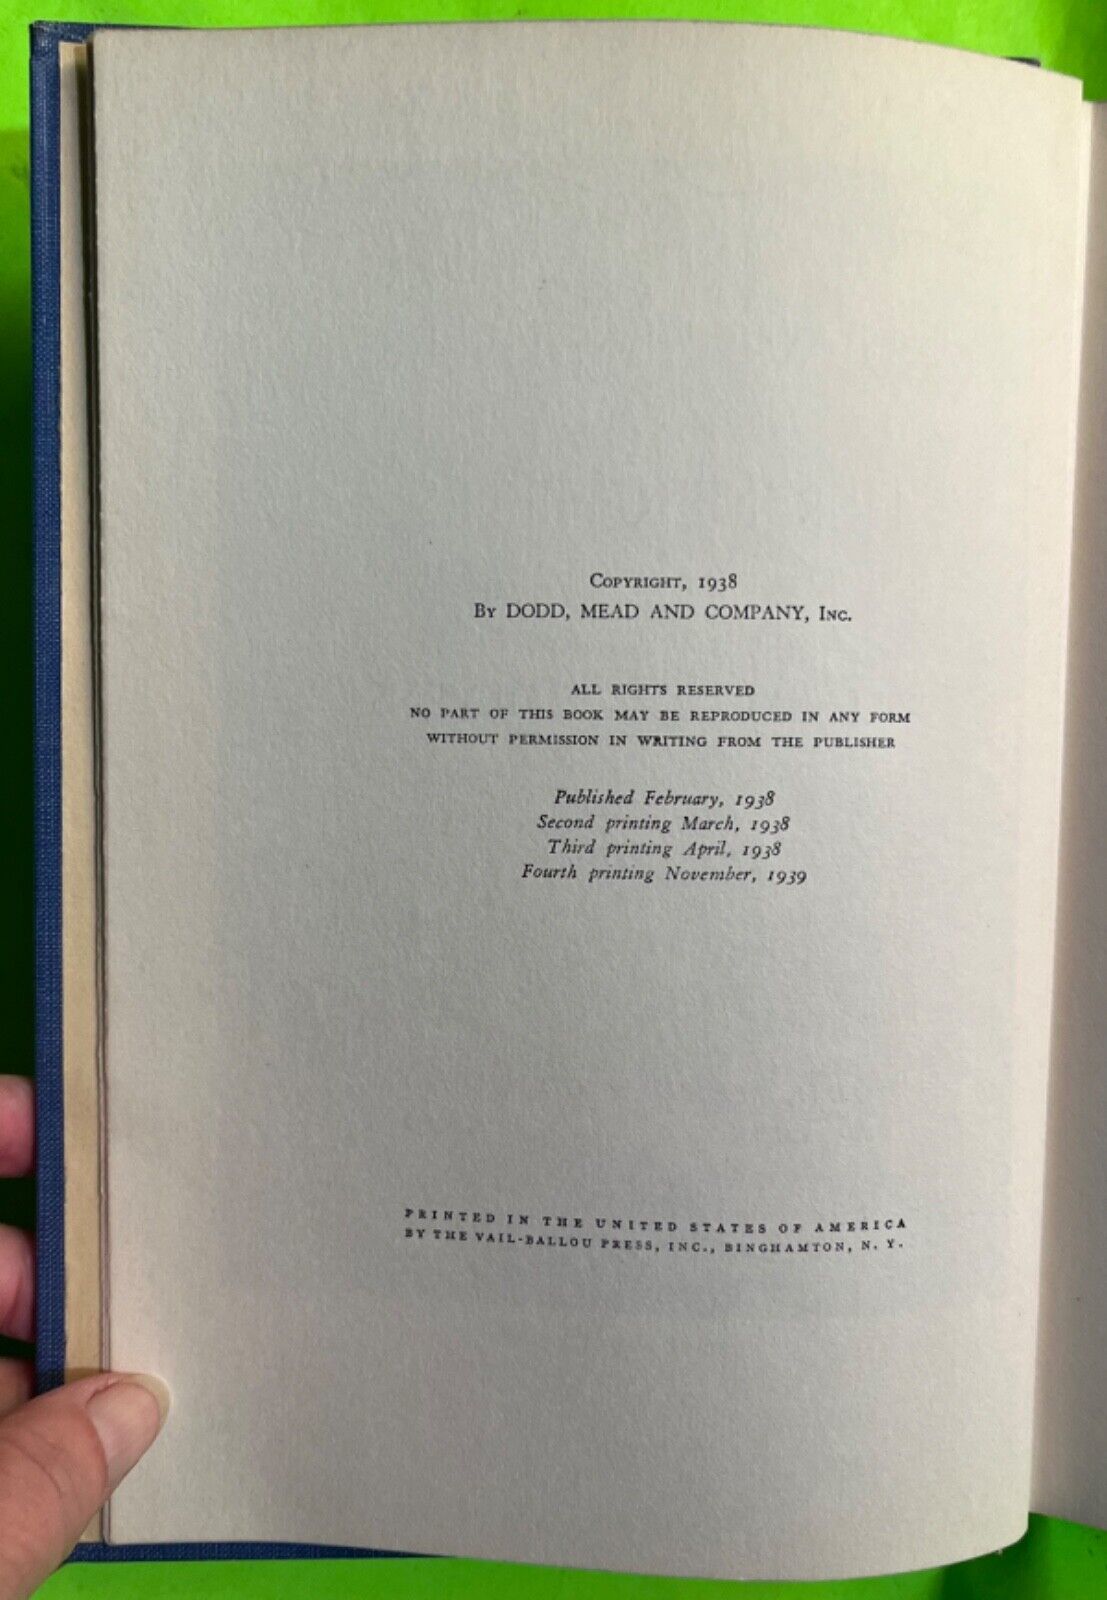 Copyright, 1938
By DODD, MEAD AND COMPANY, Inc.
ALL RIGHTS RESERVED
NO PART OF THIS BOOK MAY BE REPRODUCED IN ANY FORM
WITHOUT PERMISSION IN WRITING FROM THE PUBLISHER
Published February, 1938
Second printing March, 1938
Third printing April, 1938
Fourth printing November, 1939
PRINTED IN THE UNITED STATES OF AMERICA
BY THE VAIL-BALLOU PRESS, INC., BINGHAMTON, N. Y.